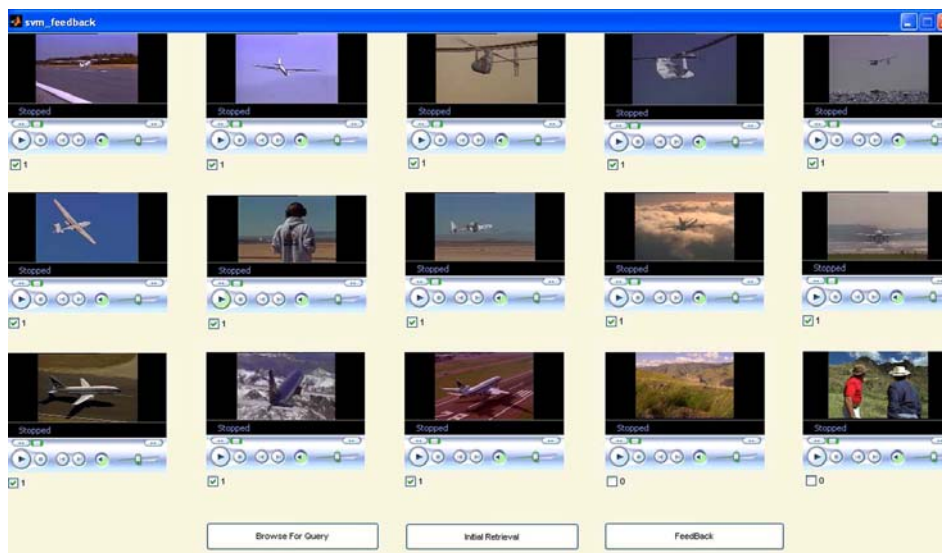 svm_feedback
Stopped Stopped Stopped Stopped Stopped
1 1 1 1 1
Stopped Stopped Stopped Stopped Stopped
1 1 1 1 1
Stopped Stopped Stopped Stopped Stopped
1 1 1 0 0
Browse For Query Initial Retrieval FeedBack